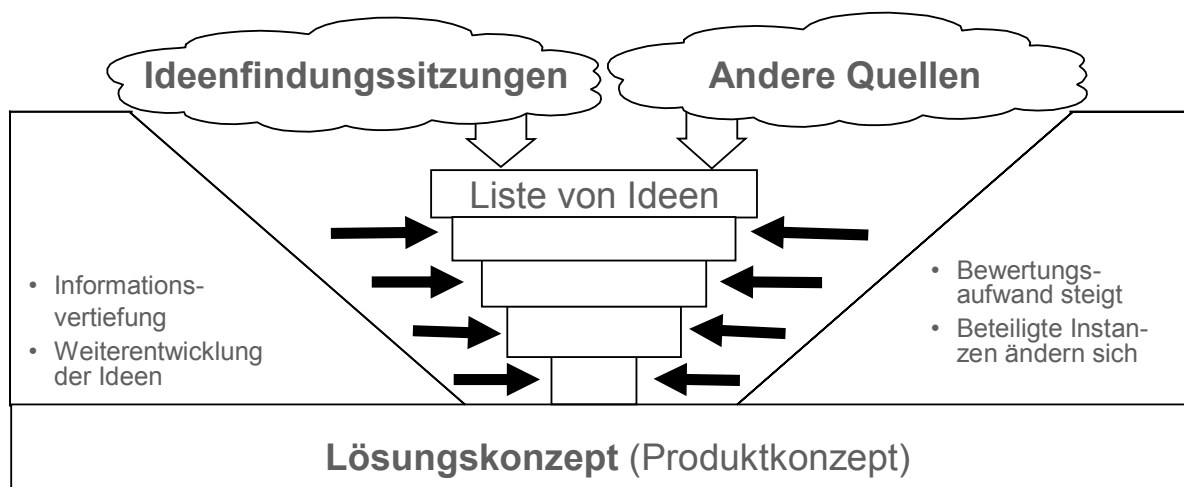 Ideenfindungssitzungen
Andere Quellen
Liste von Ideen
• Informations-
vertiefung
• Weiterentwicklung
der Ideen
• Bewertungs-
aufwand steigt
• Beteiligte Instan-
zen ändern sich
Lösungskonzept (Produktkonzept)